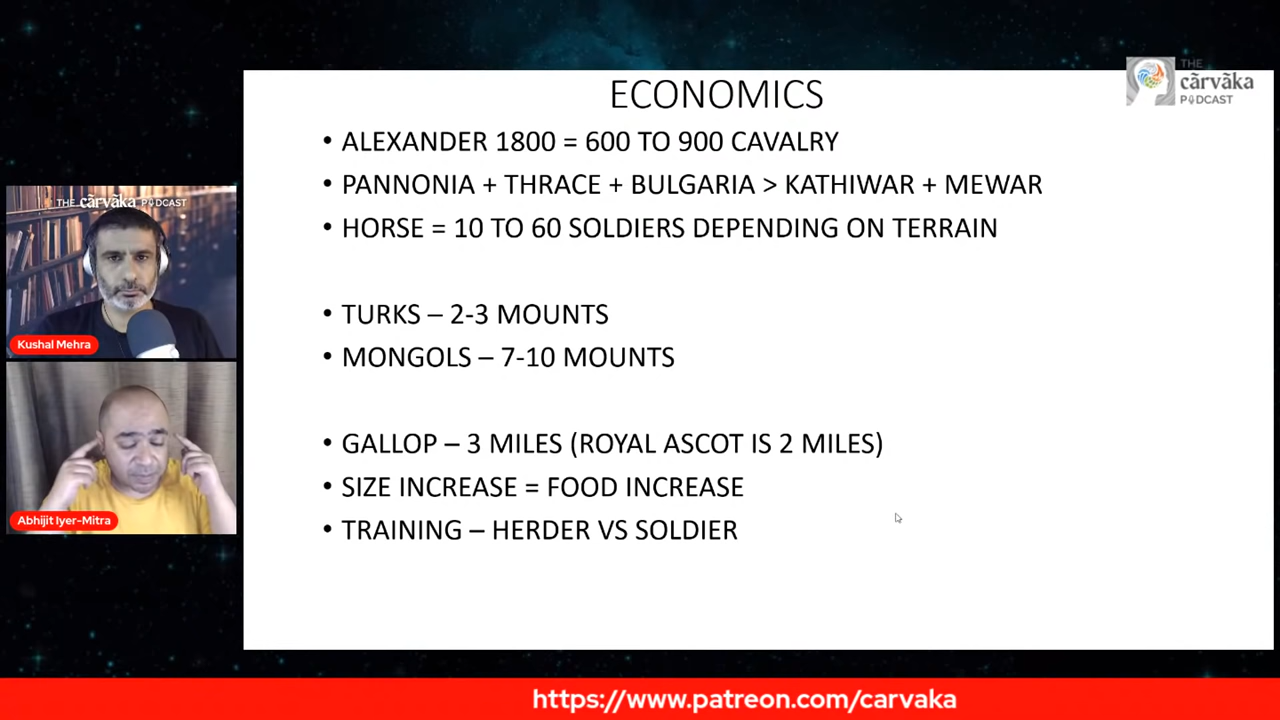 THE
cārvāka
PODCAST
ECONOMICS
• ALEXANDER 1800 = 600 TO 900 CAVALRY
• PANNONIA + THRACE + BULGARIA > KATHIWAR + MEWAR
• HORSE = 10 TO 60 SOLDIERS DEPENDING ON TERRAIN
• TURKS – 2-3 MOUNTS
• MONGOLS – 7-10 MOUNTS
• GALLOP – 3 MILES (ROYAL ASCOT IS 2 MILES)
• SIZE INCREASE = FOOD INCREASE
• TRAINING – HERDER VS SOLDIER
THE cārvāka PODCAST
Kushal Mehra
Abhijit Iyer-Mitra
https://www.patreon.com/carvaka